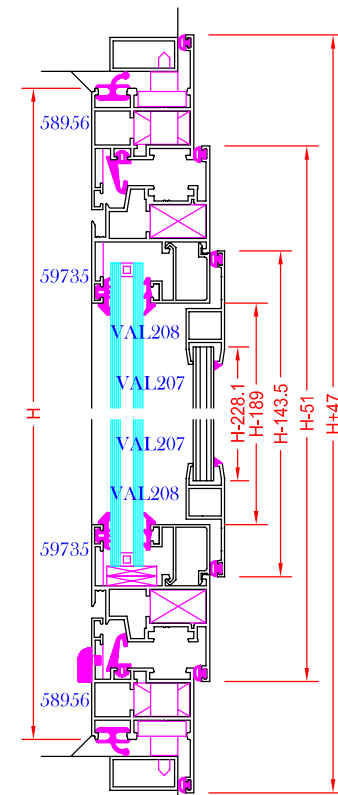 58956
59735
VAL208
VAL207
VAL207
VAL208
59735
58956
H
H-228.1
H-189
H-143.5
H-51
H+47